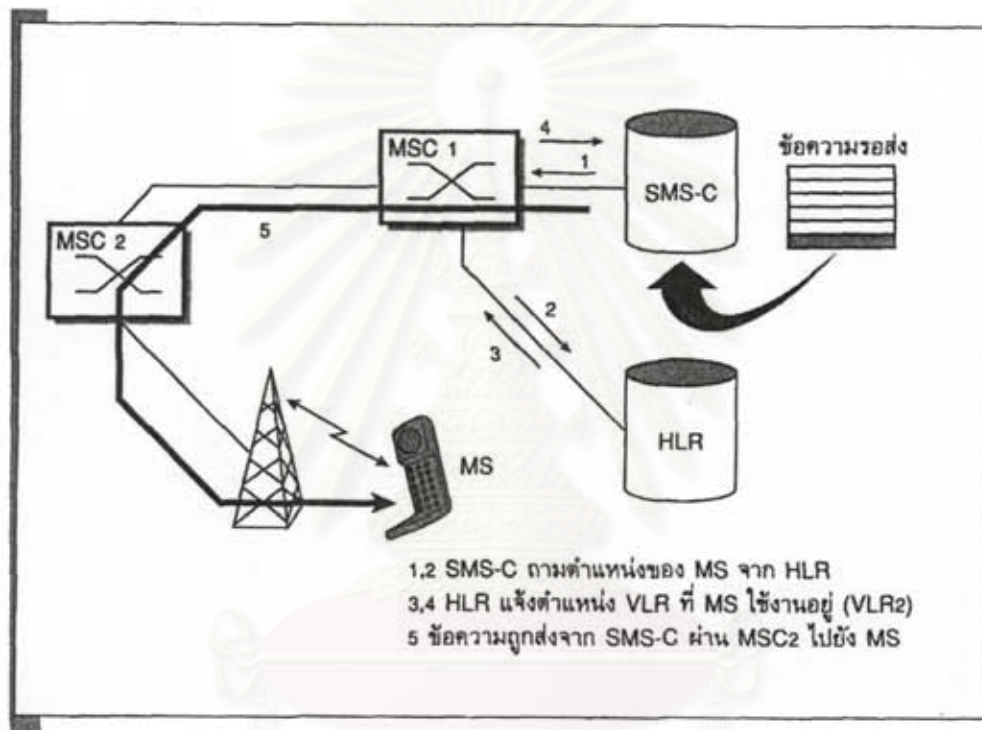 MSC 1
4
1
SMS-C
ข้อความรอส่ง
MSC 2
5
2
3
HLR
MS
1,2 SMS-C ถามตำแหน่งของ MS จาก HLR
3,4 HLR แจ้งตำแหน่ง VLR ที่ MS ใช้งานอยู่ (VLR2)
5 ข้อความถูกส่งจาก SMS-C ผ่าน MSC2 ไปยัง MS